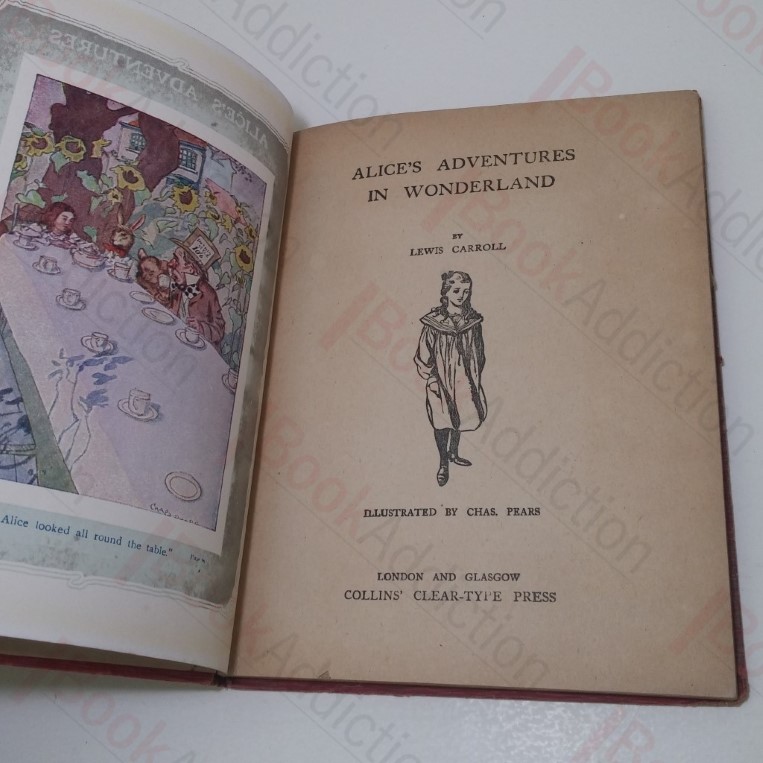 Alice looked all round the table."
ALICE'S ADVENTURES
IN WONDERLAND
BY
LEWIS CARROLL
ILLUSTRATED BY CHAS. PEARS
LONDON AND GLASGOW
COLLINS' CLEAR-TYPE PRESS
ALICE'S ADVENTURES
BookAddiction